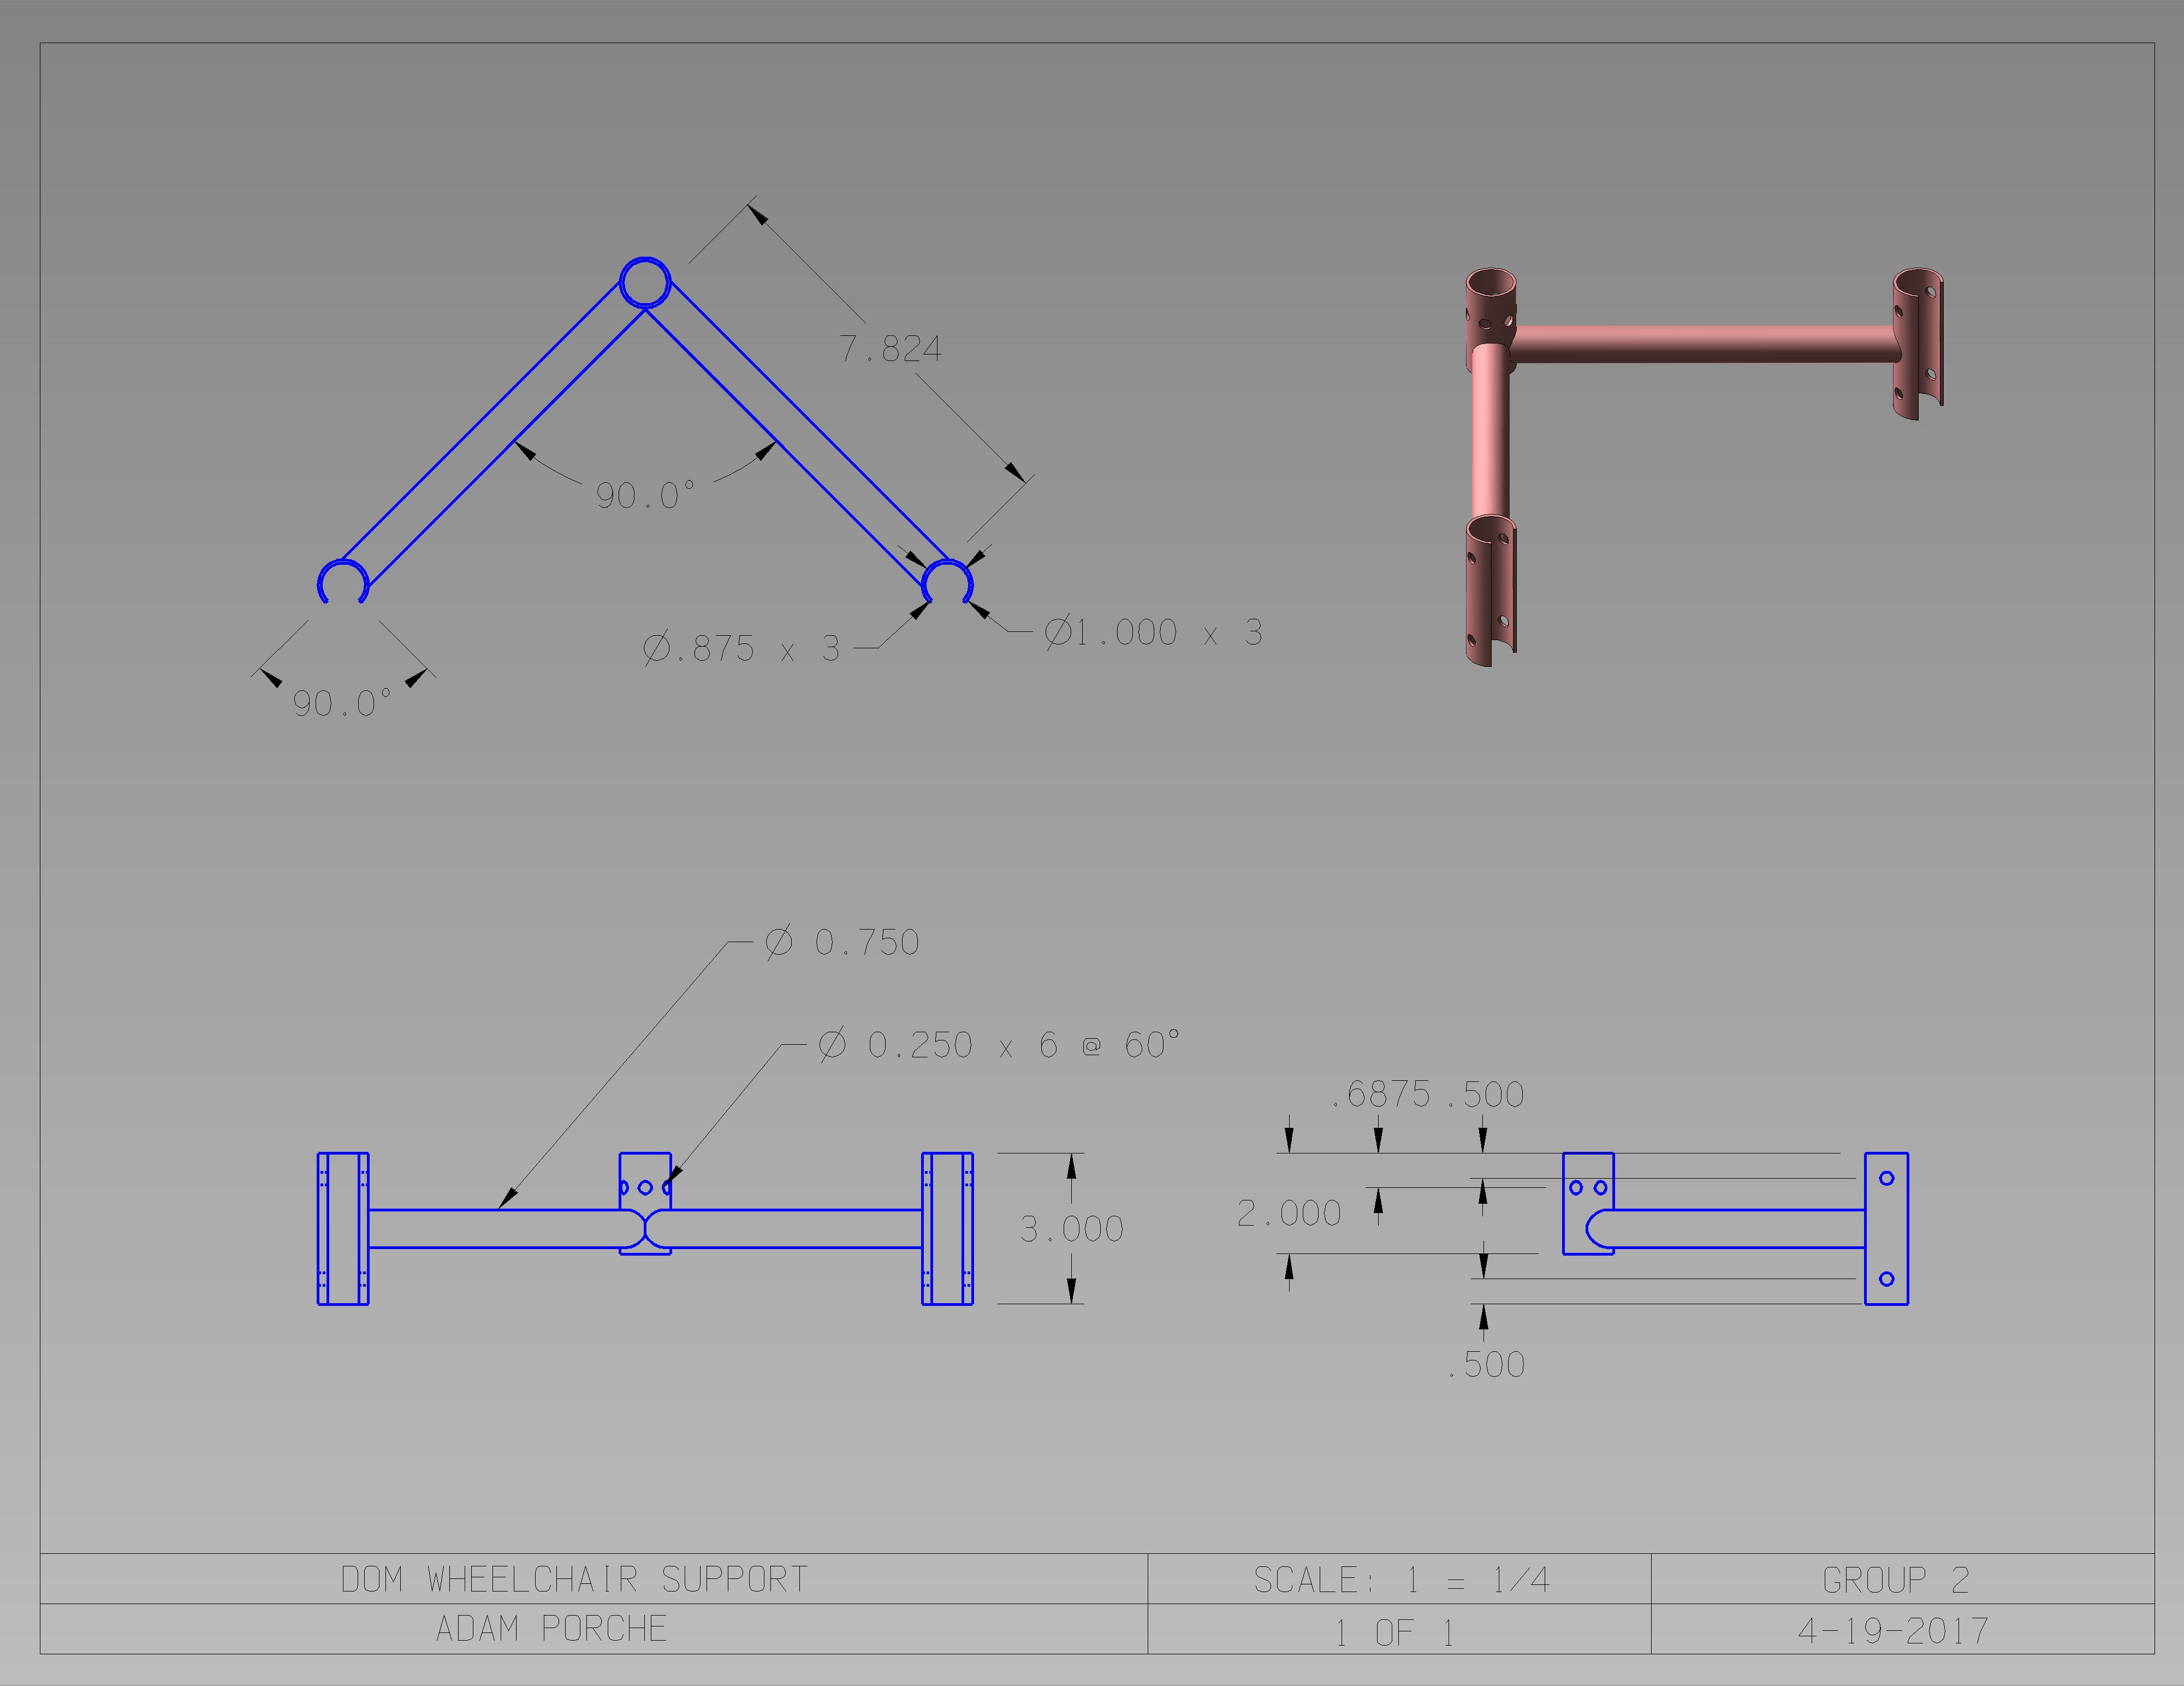 7.824
90.0°
Ø.875 x 3
Ø1.000 x 3
90.0°
Ø 0.750
Ø 0.250 x 6 @ 60°
.6875 .500
2.000
3.000
.500
DOM WHEELCHAIR SUPPORT
SCALE: 1 = 1/4
GROUP 2
ADAM PORCHE
1 OF 1
4-19-2017